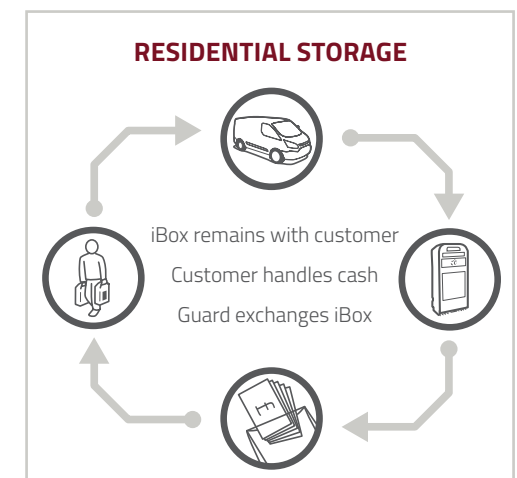 RESIDENTIAL STORAGE
iBox remains with customer
Customer handles cash
Guard exchanges iBox
£